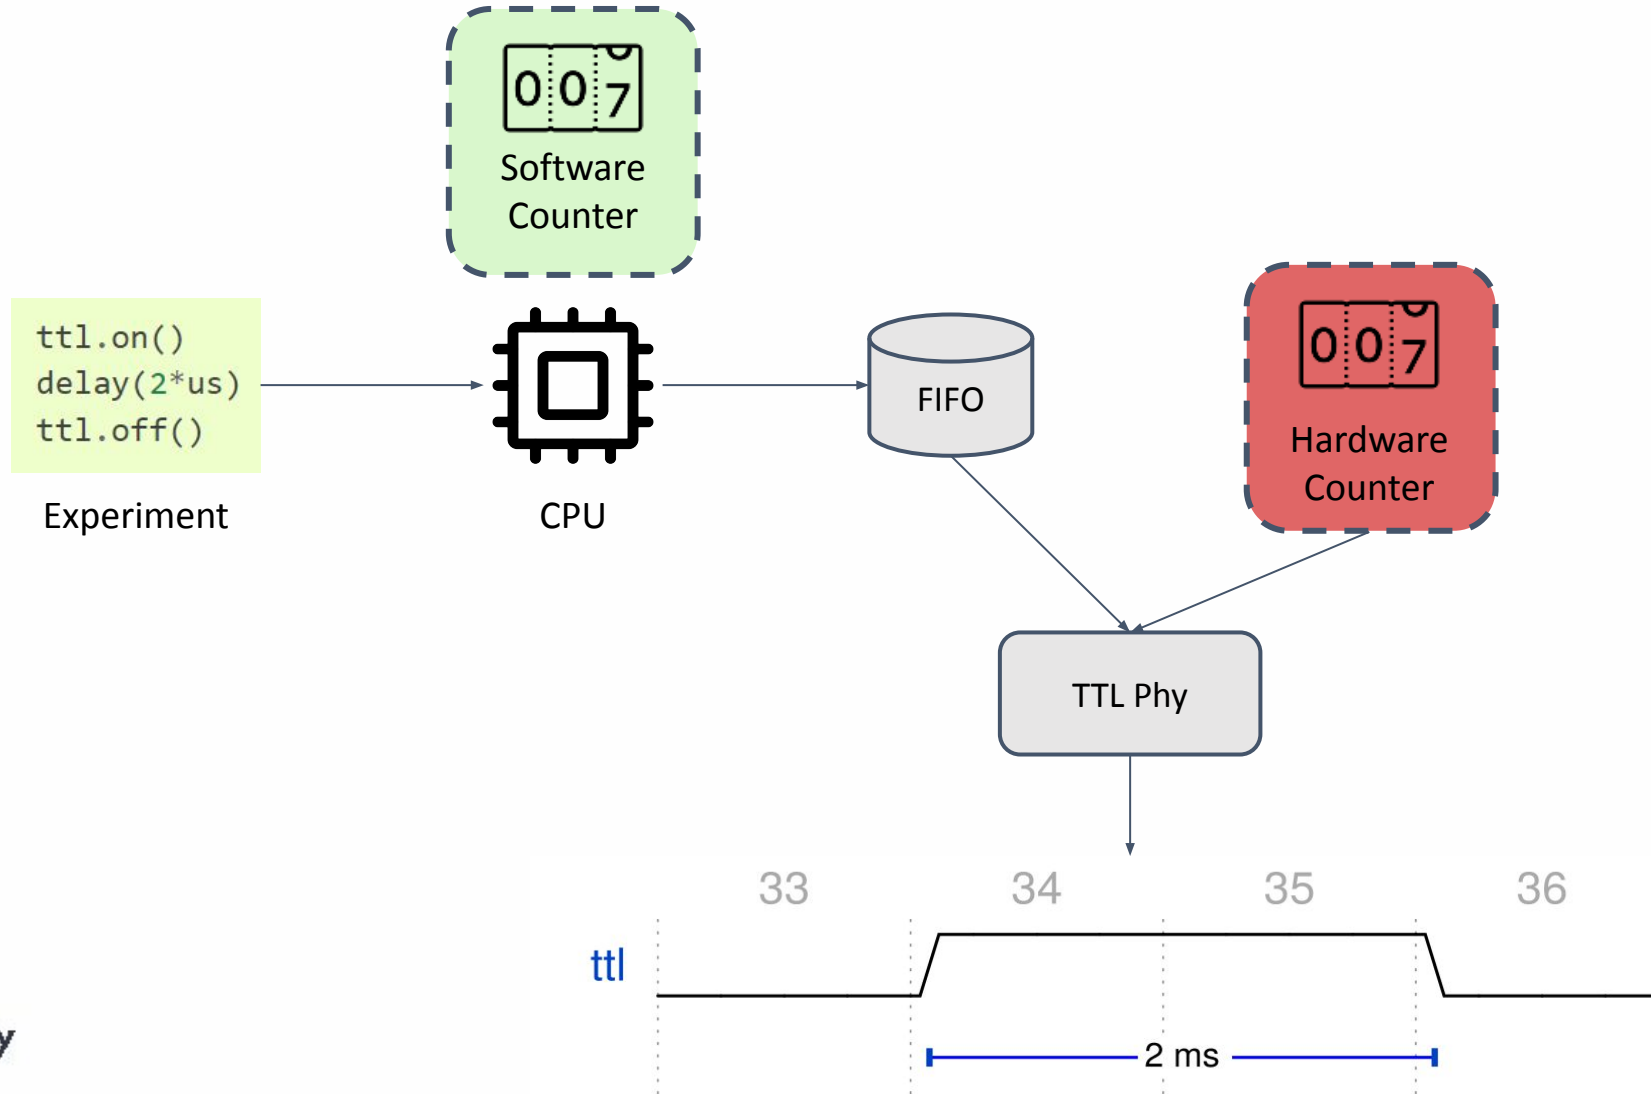 007
Software
Counter
ttl.on()
delay(2*us)
ttl.off()
Experiment
CPU
FIFO
007
Hardware
Counter
TTL Phy
33 34 35 36
ttl
2 ms
y